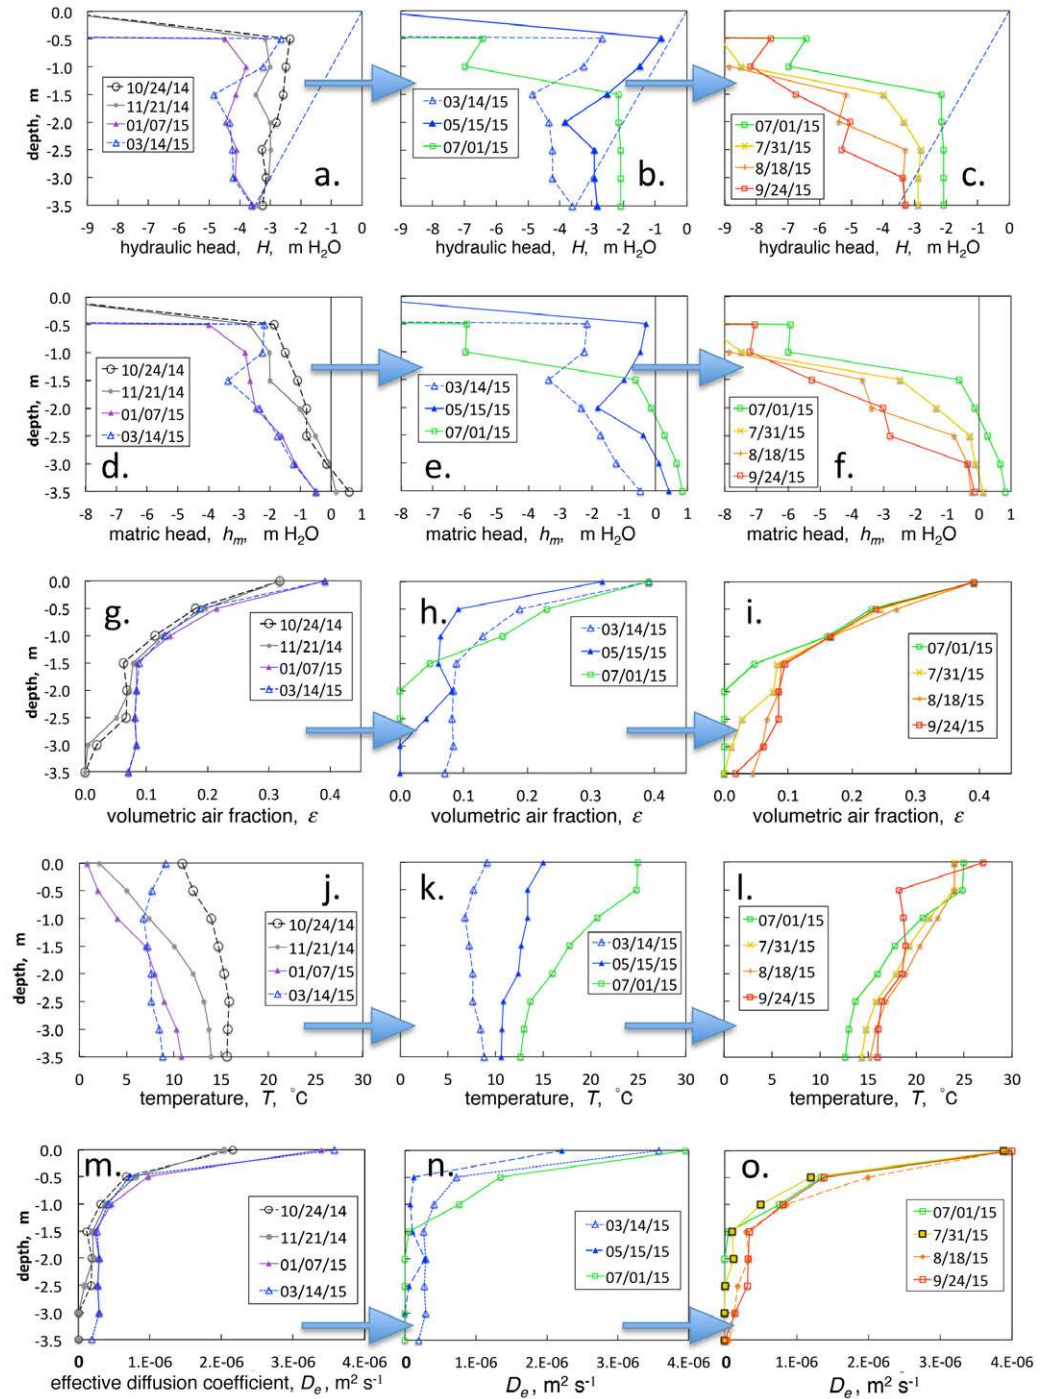 0.0
-0.5
-1.0
-1.5
-2.0
-2.5
-3.0
-3.5
depth, m
10/24/14
11/21/14
01/07/15
03/14/15
a.
-9 -8 -7 -6 -5 -4 -3 -2 -1 0
hydraulic head, H, m H₂O
03/14/15
05/15/15
07/01/15
b.
-9 -8 -7 -6 -5 -4 -3 -2 -1 0
hydraulic head, H, m H₂O
07/01/15
7/31/15
8/18/15
9/24/15
c.
-9 -8 -7 -6 -5 -4 -3 -2 -1 0
hydraulic head, H, m H₂O
0.0
-0.5
-1.0
-1.5
-2.0
-2.5
-3.0
-3.5
depth, m
10/24/14
11/21/14
01/07/15
03/14/15
d.
-8 -7 -6 -5 -4 -3 -2 -1 0 1
matric head, hm, m H₂O
03/14/15
05/15/15
07/01/15
e.
-8 -7 -6 -5 -4 -3 -2 -1 0 1
matric head, hm, m H₂O
07/01/15
7/31/15
8/18/15
9/24/15
f.
-8 -7 -6 -5 -4 -3 -2 -1 0 1
matric head, hm, m H₂O
0.0
-0.5
-1.0
-1.5
-2.0
-2.5
-3.0
-3.5
depth, m
g.
10/24/14
11/21/14
01/07/15
03/14/15
0.0 0.1 0.2 0.3 0.4
volumetric air fraction, ε
h.
03/14/15
05/15/15
07/01/15
0.0 0.1 0.2 0.3 0.4
volumetric air fraction, ε
i.
07/01/15
7/31/15
8/18/15
9/24/15
0.0 0.1 0.2 0.3 0.4
volumetric air fraction, ε
0.0
-0.5
-1.0
-1.5
-2.0
-2.5
-3.0
-3.5
depth, m
j.
10/24/14
11/21/14
01/07/15
03/14/15
0 5 10 15 20 25 30
temperature, T, °C
k.
03/14/15
05/15/15
07/01/15
0 5 10 15 20 25 30
temperature, T, °C
l.
07/01/15
7/31/15
8/18/15
9/24/15
0 5 10 15 20 25 30
temperature, T, °C
0.0
-0.5
-1.0
-1.5
-2.0
-2.5
-3.0
-3.5
depth, m
m.
10/24/14
11/21/14
01/07/15
03/14/15
0 1.E-06 2.E-06 3.E-06 4.E-06
effective diffusion coefficient, De, m² s⁻¹
n.
03/14/15
05/15/15
07/01/15
0 1.E-06 2.E-06 3.E-06 4.E-06
De, m² s⁻¹
o.
07/01/15
7/31/15
8/18/15
9/24/15
0 1.E-06 2.E-06 3.E-06 4.E-06
De, m² s⁻¹